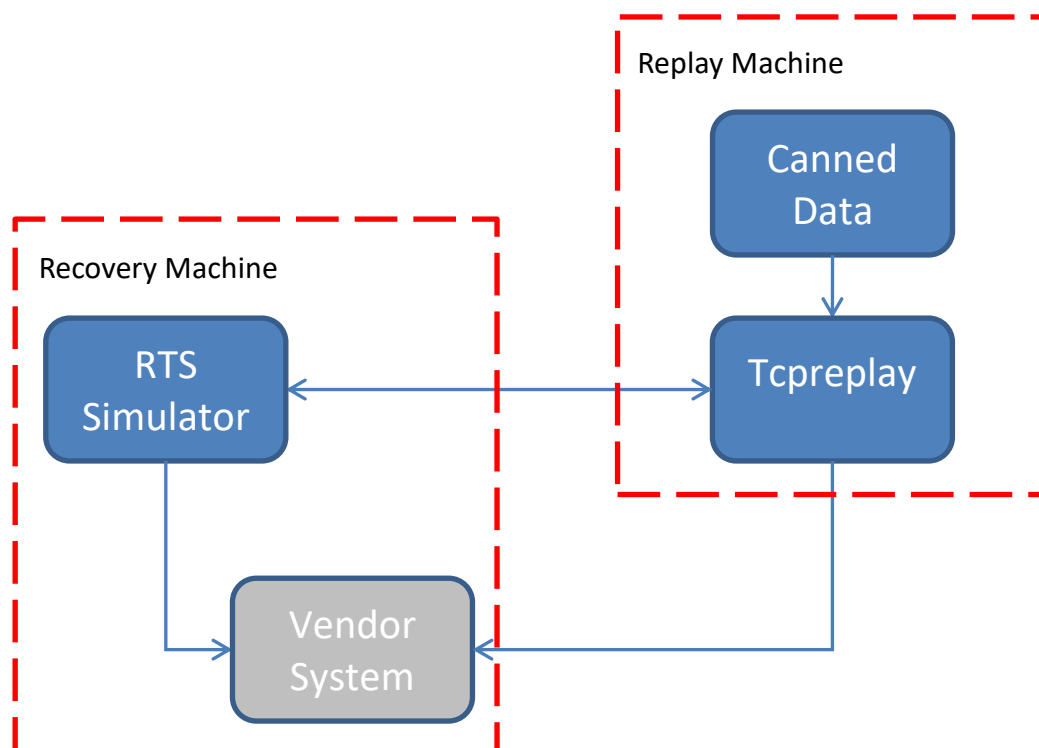 Replay Machine
Canned
Data
Recovery Machine
RTS
Simulator
Tcpreplay
Vendor
System